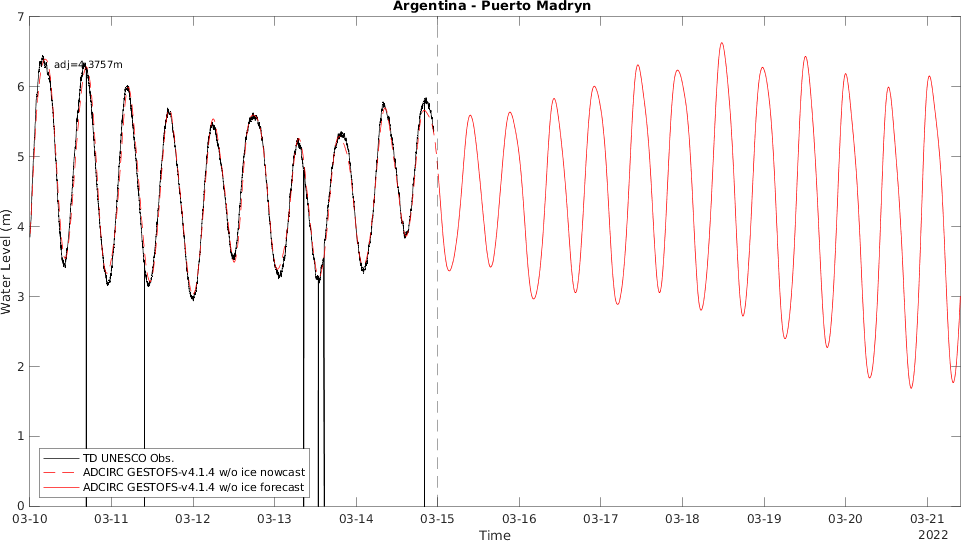 Argentina - Puerto Madryn
7
6
5
4
3
2
1
0
Water Level (m)
adj=4.3757m
TD UNESCO Obs.
ADCIRC GESTOFS-v4.1.4 w/o ice nowcast
ADCIRC GESTOFS-v4.1.4 w/o ice forecast
03-10 03-11 03-12 03-13 03-14 03-15 03-16 03-17 03-18 03-19 03-20 03-21
Time
2022